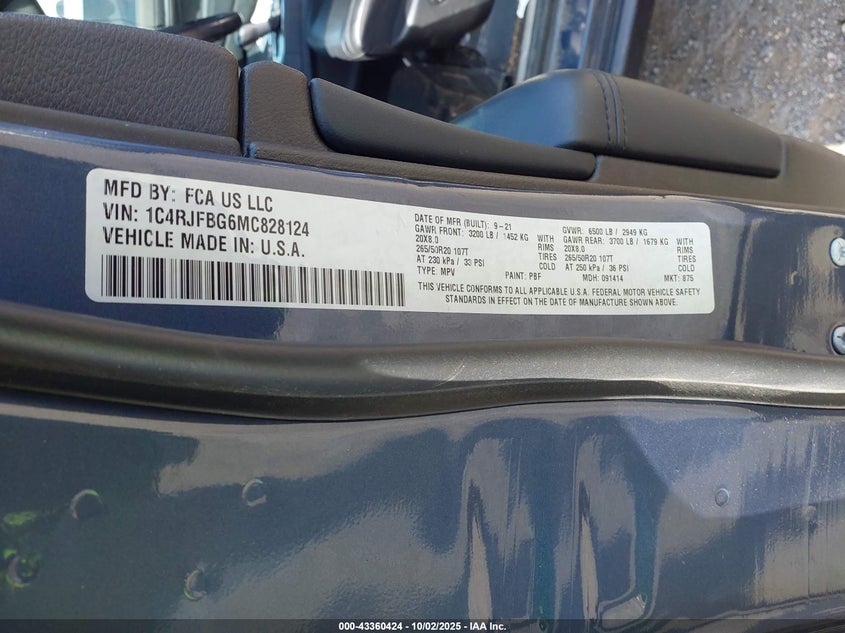 MFD BY: FCA US LLC
VIN: 1C4RJFBG6MC828124
VEHICLE MADE IN: U.S.A.
DATE OF MFR (BUILT): 9-21 GVWR: 6500 LB / 2949 KG
GAWR FRONT: 3200 LB / 1452 KG WITH GAWR REAR: 3700 LB / 1679 KG WITH
20X8.0 RIMS 20X8.0 RIMS
265/50R20 107T TIRES 265/50R20 107T TIRES
AT 230 kPa / 33 PSI COLD AT 250 kPa / 36 PSI COLD
TYPE: MPV PAINT: PBF MDH: 091414 MKT: 875
THIS VEHICLE CONFORMS TO ALL APPLICABLE U.S.A. FEDERAL MOTOR VEHICLE SAFETY
STANDARDS IN EFFECT ON THE DATE OF MANUFACTURE SHOWN ABOVE.
000-43360424 - 10/02/2025 - IAA Inc.